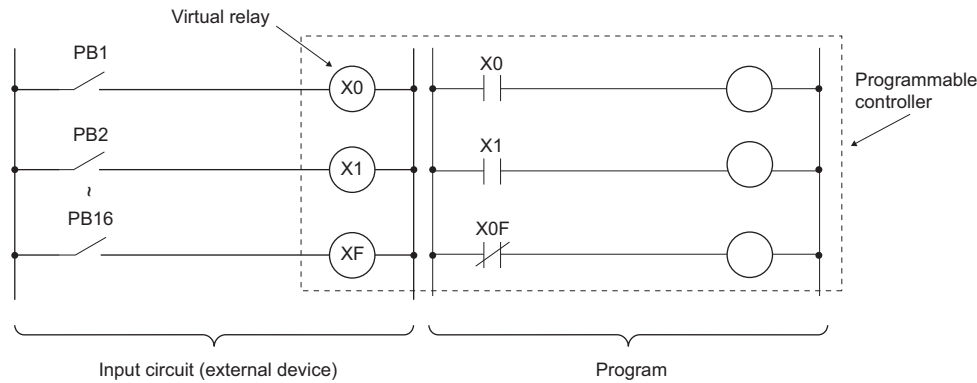 Virtual relay
PB1
X0
X0
Programmable
controller
PB2
X1
X1
~
PB16
XF
X0F
Input circuit (external device)
Program